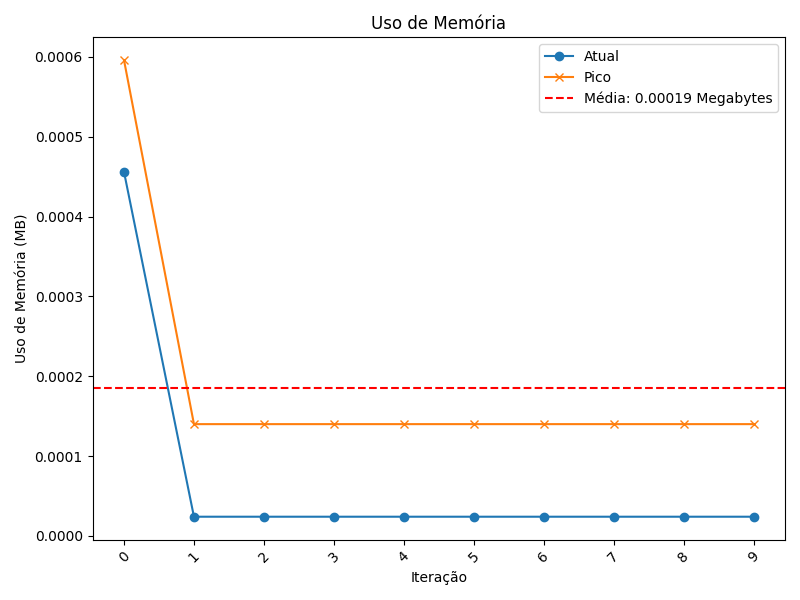 Uso de Memória
Atual
Pico
Média: 0.00019 Megabytes
Uso de Memória (MB)
0.0006
0.0005
0.0004
0.0003
0.0002
0.0001
0.0000
0 1 2 3 4 5 6 7 8 9
Iteração